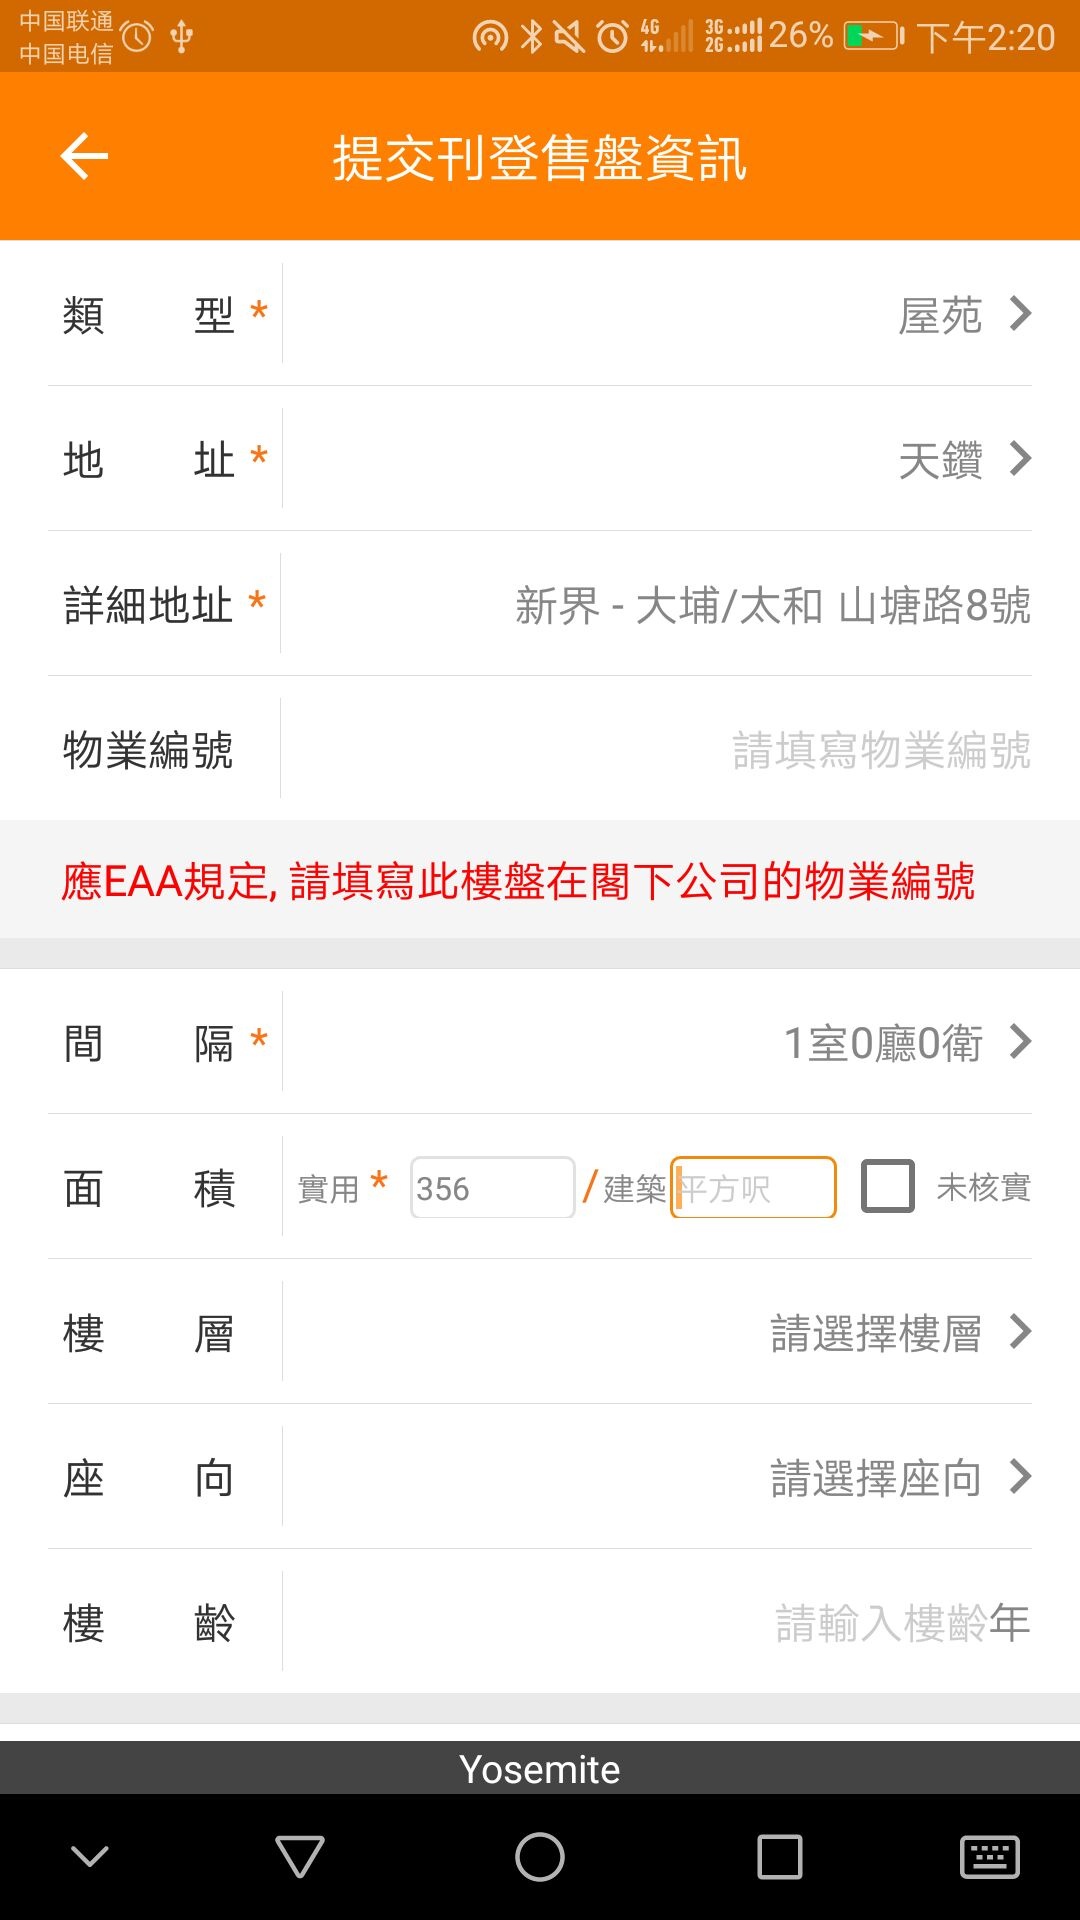 中国联通
中国电信
4G 3G 2G 26% 下午2:20
提交刊登售盤資訊
類型* 屋苑
地址* 天鑽
詳細地址* 新界 - 大埔/太和 山塘路8號
物業編號 請填寫物業編號
應EAA規定, 請填寫此樓盤在閣下公司的物業編號
間隔* 1室0廳0衛
面積 實用* 356 / 建築 平方呎 未核實
樓層 請選擇樓層
座向 請選擇座向
樓齡 請輸入樓齡年
Yosemite